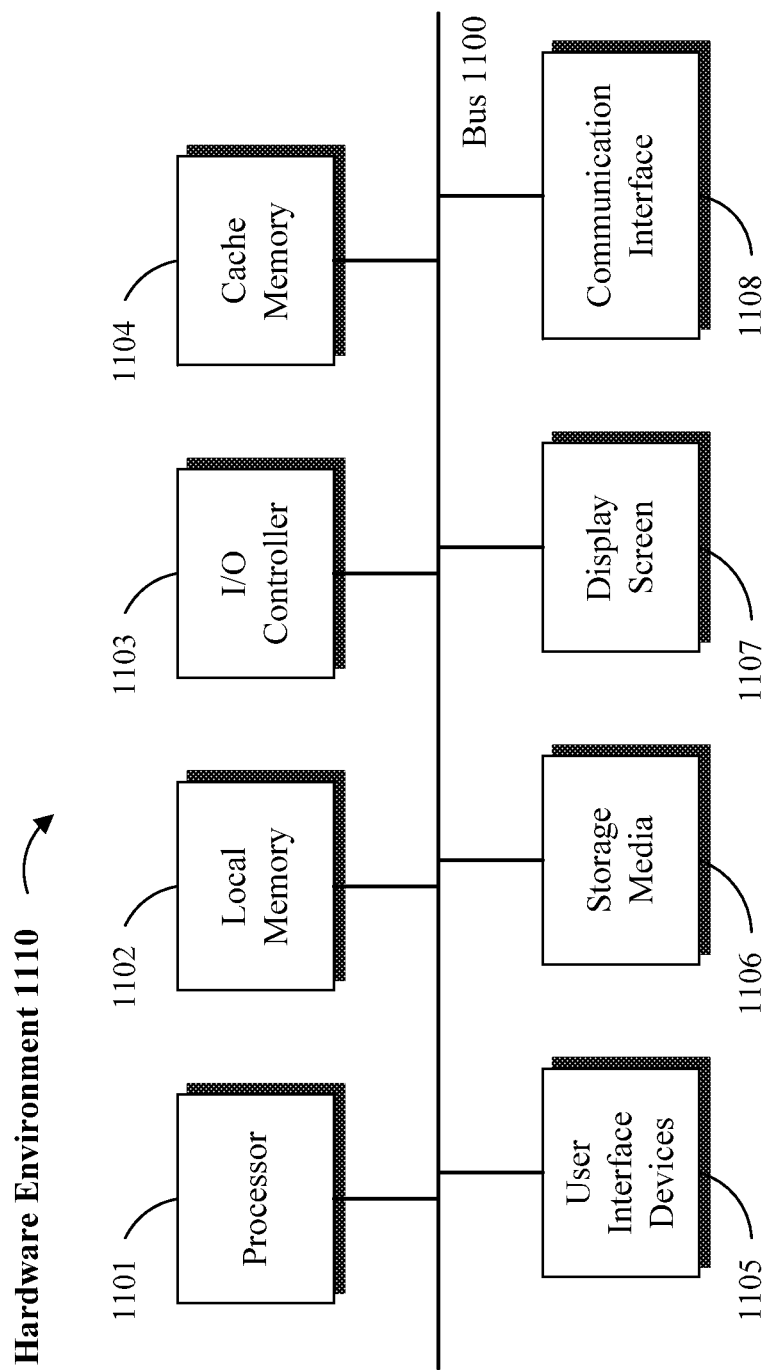 Hardware Environment 1110
1101
1102
1103
1104
Processor
Local
Memory
I/O
Controller
Cache
Memory
Bus 1100
User
Interface
Devices
Storage
Media
Display
Screen
Communication
Interface
1105
1106
1107
1108